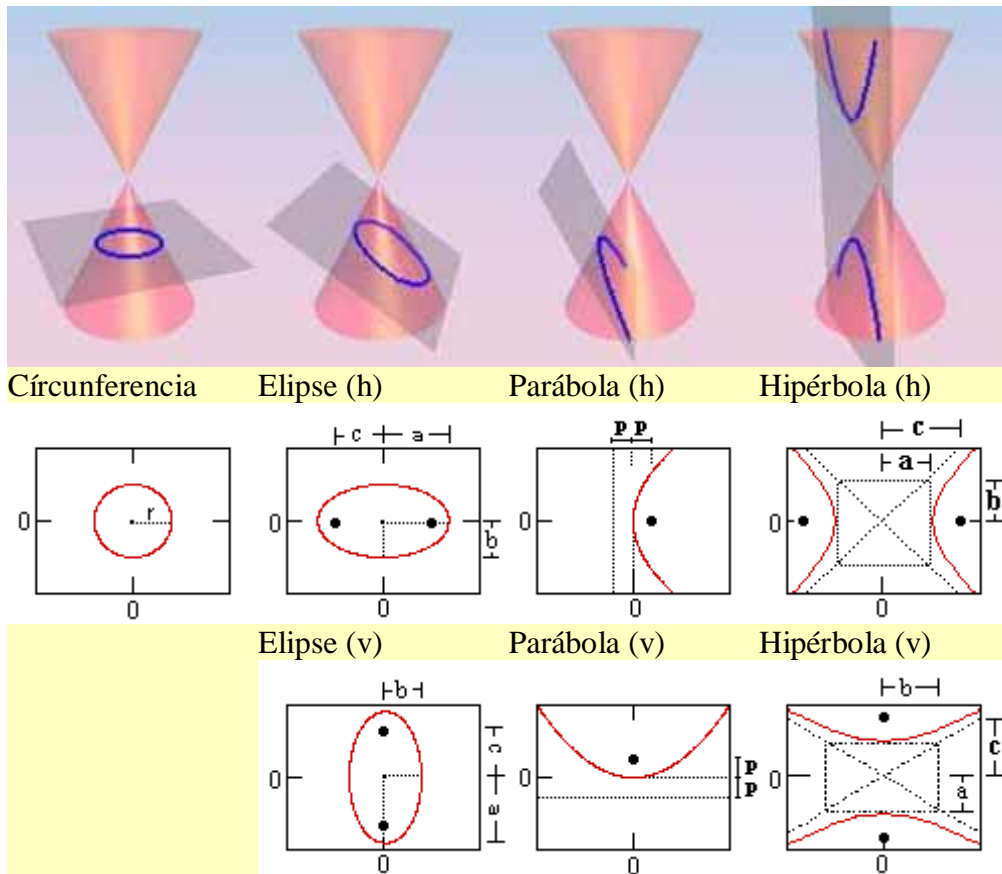 Círcunferencia Elipse (h) Parábola (h) Hipérbola (h)
c a
p p
c
a
b
0 r
0 b
0
0
0 0 0 0
Elipse (v) Parábola (v) Hipérbola (v)
b
b
c
a
0
0 p
p
0 a
c
0 0 0